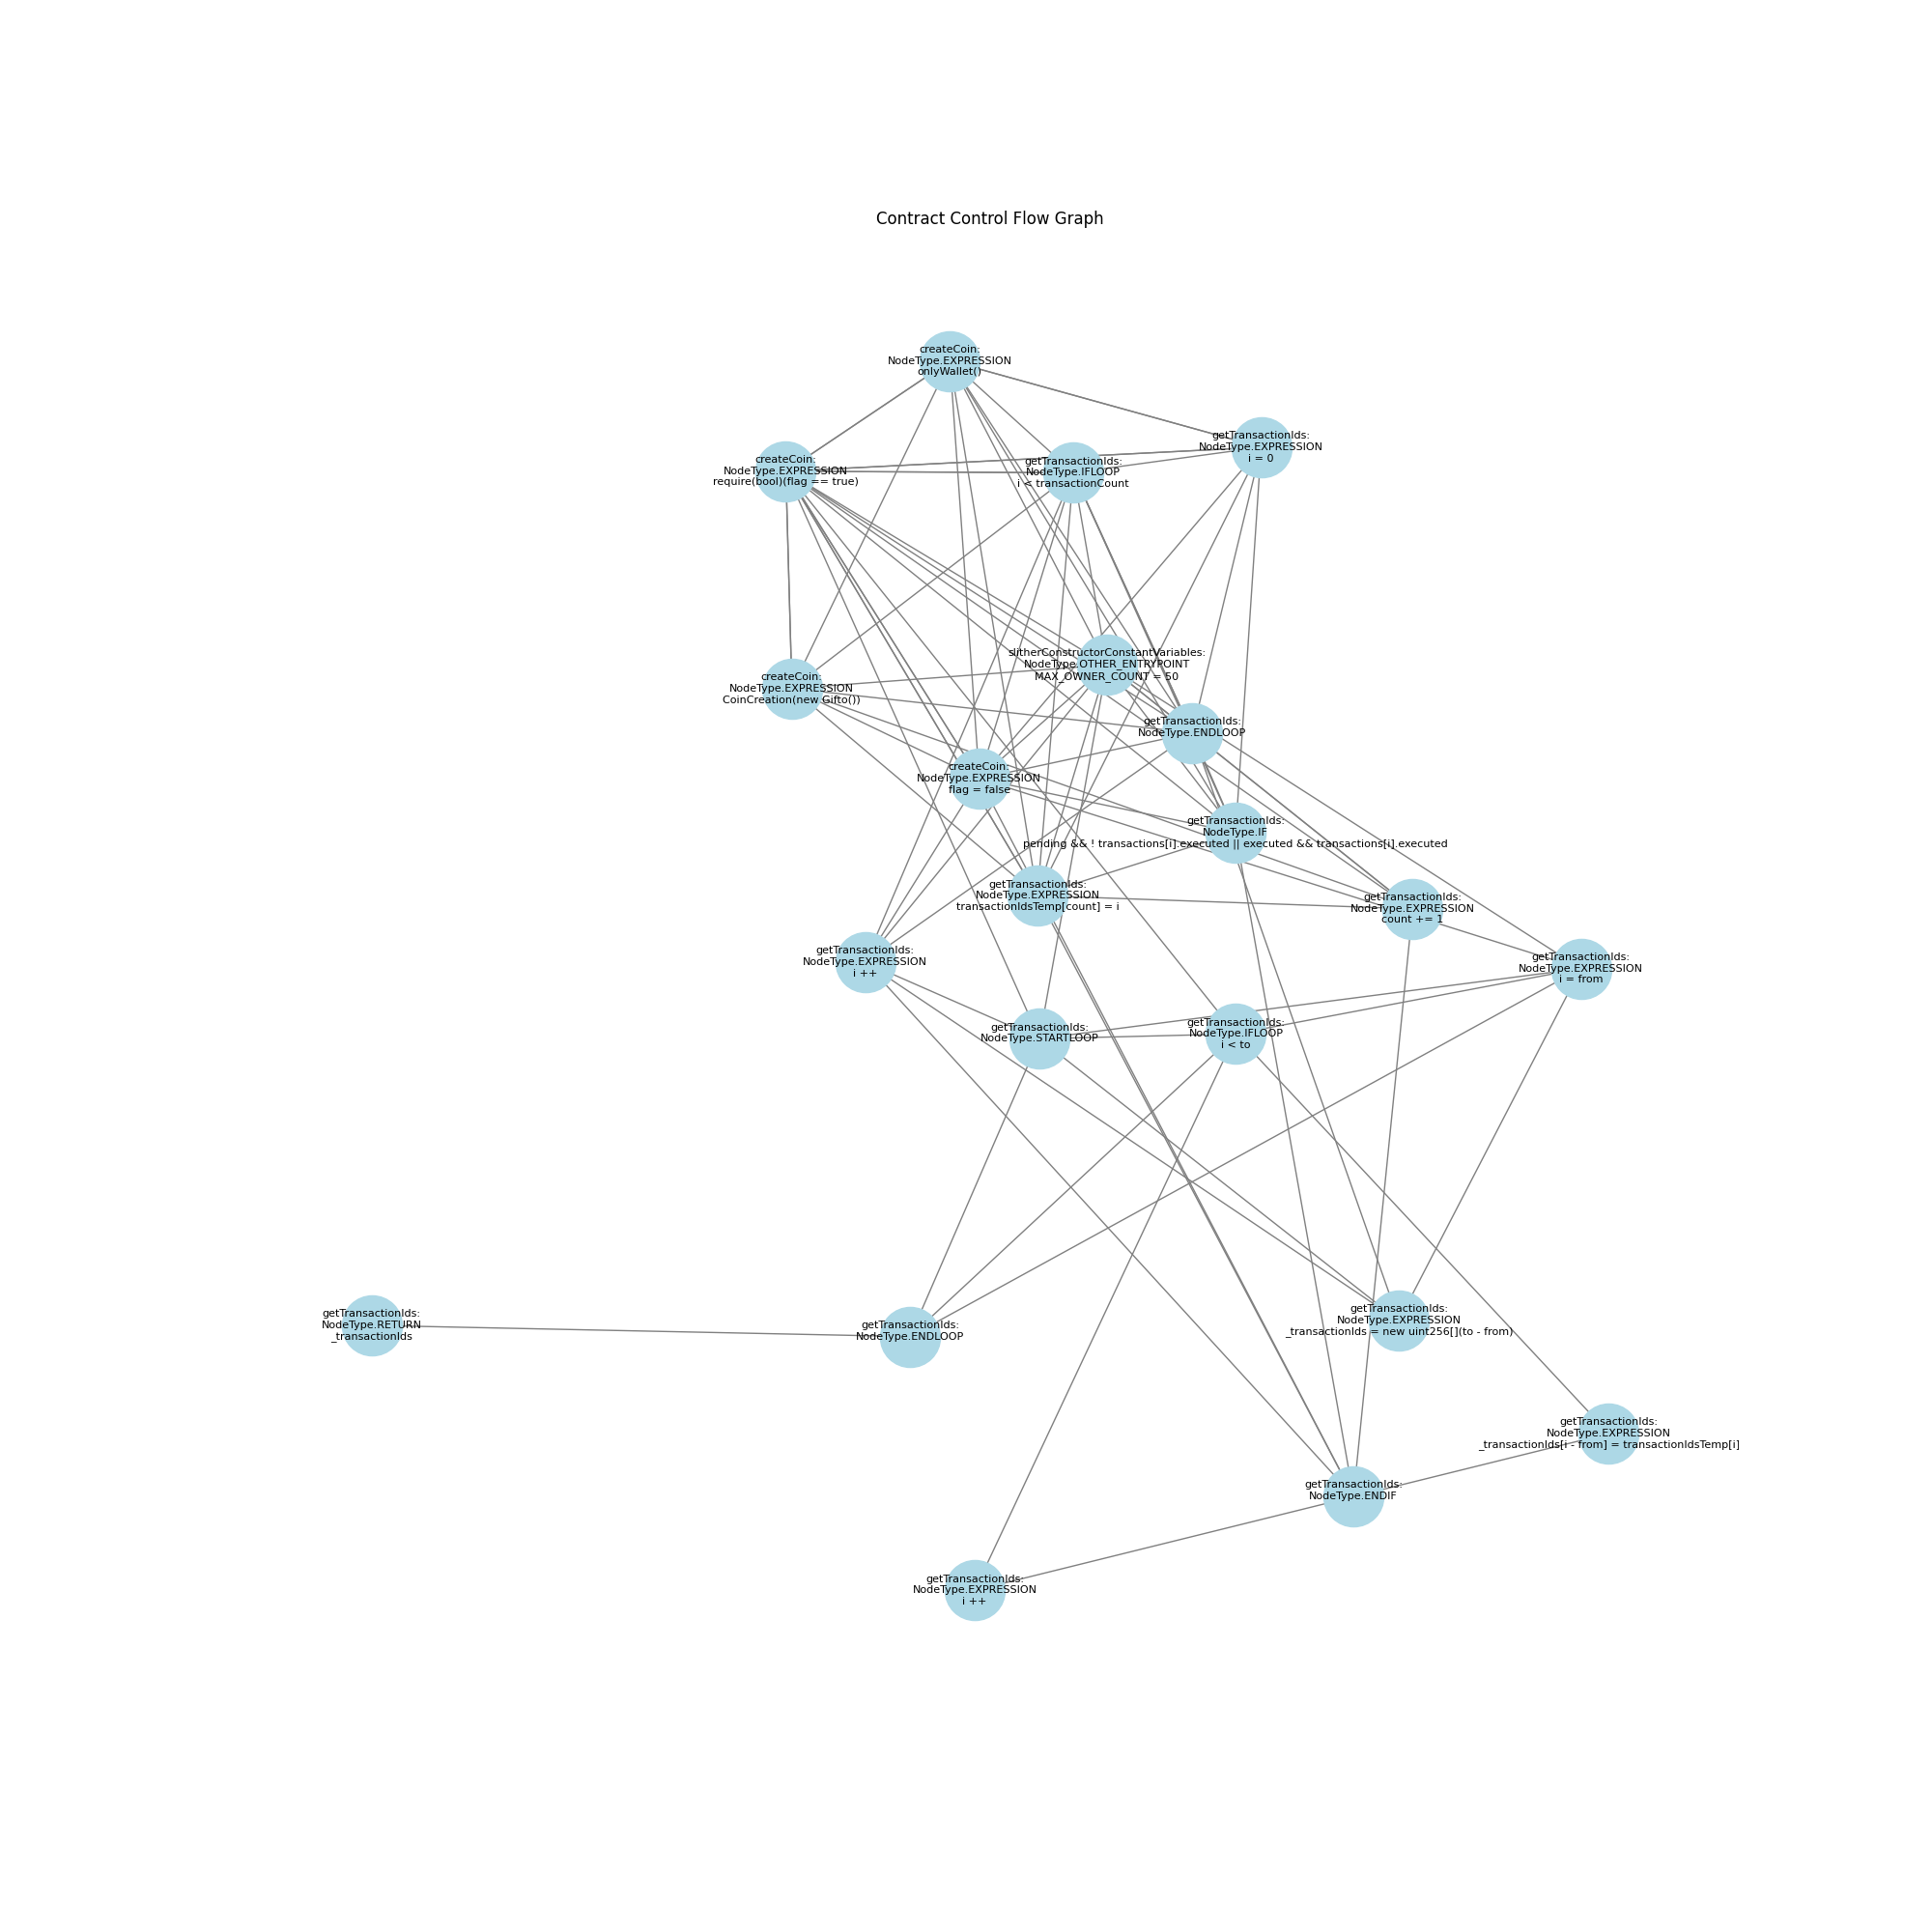 Contract Control Flow Graph
createCoin:
NodeType.EXPRESSION
onlyWallet()
getTransactionIds:
NodeType.EXPRESSION
i = 0
createCoin:
NodeType.EXPRESSION
require(bool)(flag == true)
getTransactionIds:
NodeType.IFLOOP
i < transactionCount
slitherConstructorConstantVariables:
NodeType.OTHER_ENTRYPOINT
MAX_OWNER_COUNT = 50
createCoin:
NodeType.EXPRESSION
CoinCreation(new Gifto())
getTransactionIds:
NodeType.ENDLOOP
createCoin:
NodeType.EXPRESSION
flag = false
getTransactionIds:
NodeType.IF
pending && ! transactions[i].executed || executed && transactions[i].executed
getTransactionIds:
NodeType.EXPRESSION
transactionIdsTemp[count] = i
getTransactionIds:
NodeType.EXPRESSION
count += 1
getTransactionIds:
NodeType.EXPRESSION
i ++
getTransactionIds:
NodeType.EXPRESSION
i = from
getTransactionIds:
NodeType.STARTLOOP
getTransactionIds:
NodeType.IFLOOP
i < to
getTransactionIds:
NodeType.RETURN
_transactionIds
getTransactionIds:
NodeType.ENDLOOP
getTransactionIds:
NodeType.EXPRESSION
_transactionIds = new uint256[](to - from)
getTransactionIds:
NodeType.EXPRESSION
_transactionIds[i - from] = transactionIdsTemp[i]
getTransactionIds:
NodeType.ENDIF
getTransactionIds:
NodeType.EXPRESSION
i ++